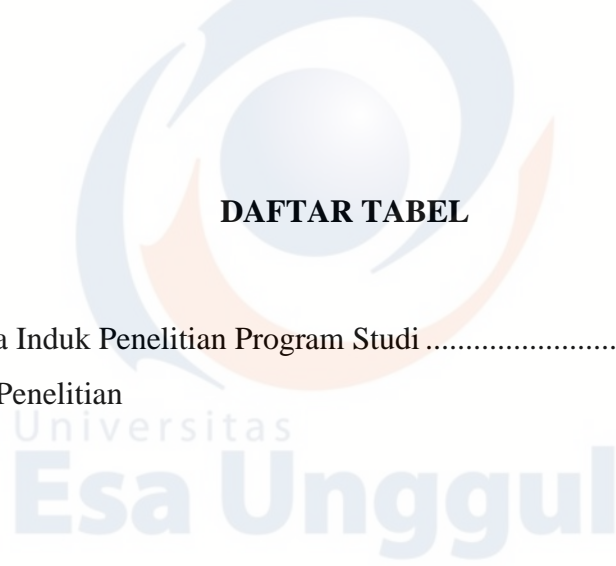 DAFTAR TABEL
a Induk Penelitian Program Studi .......................
Penelitian
Universitas
Esa Unggul